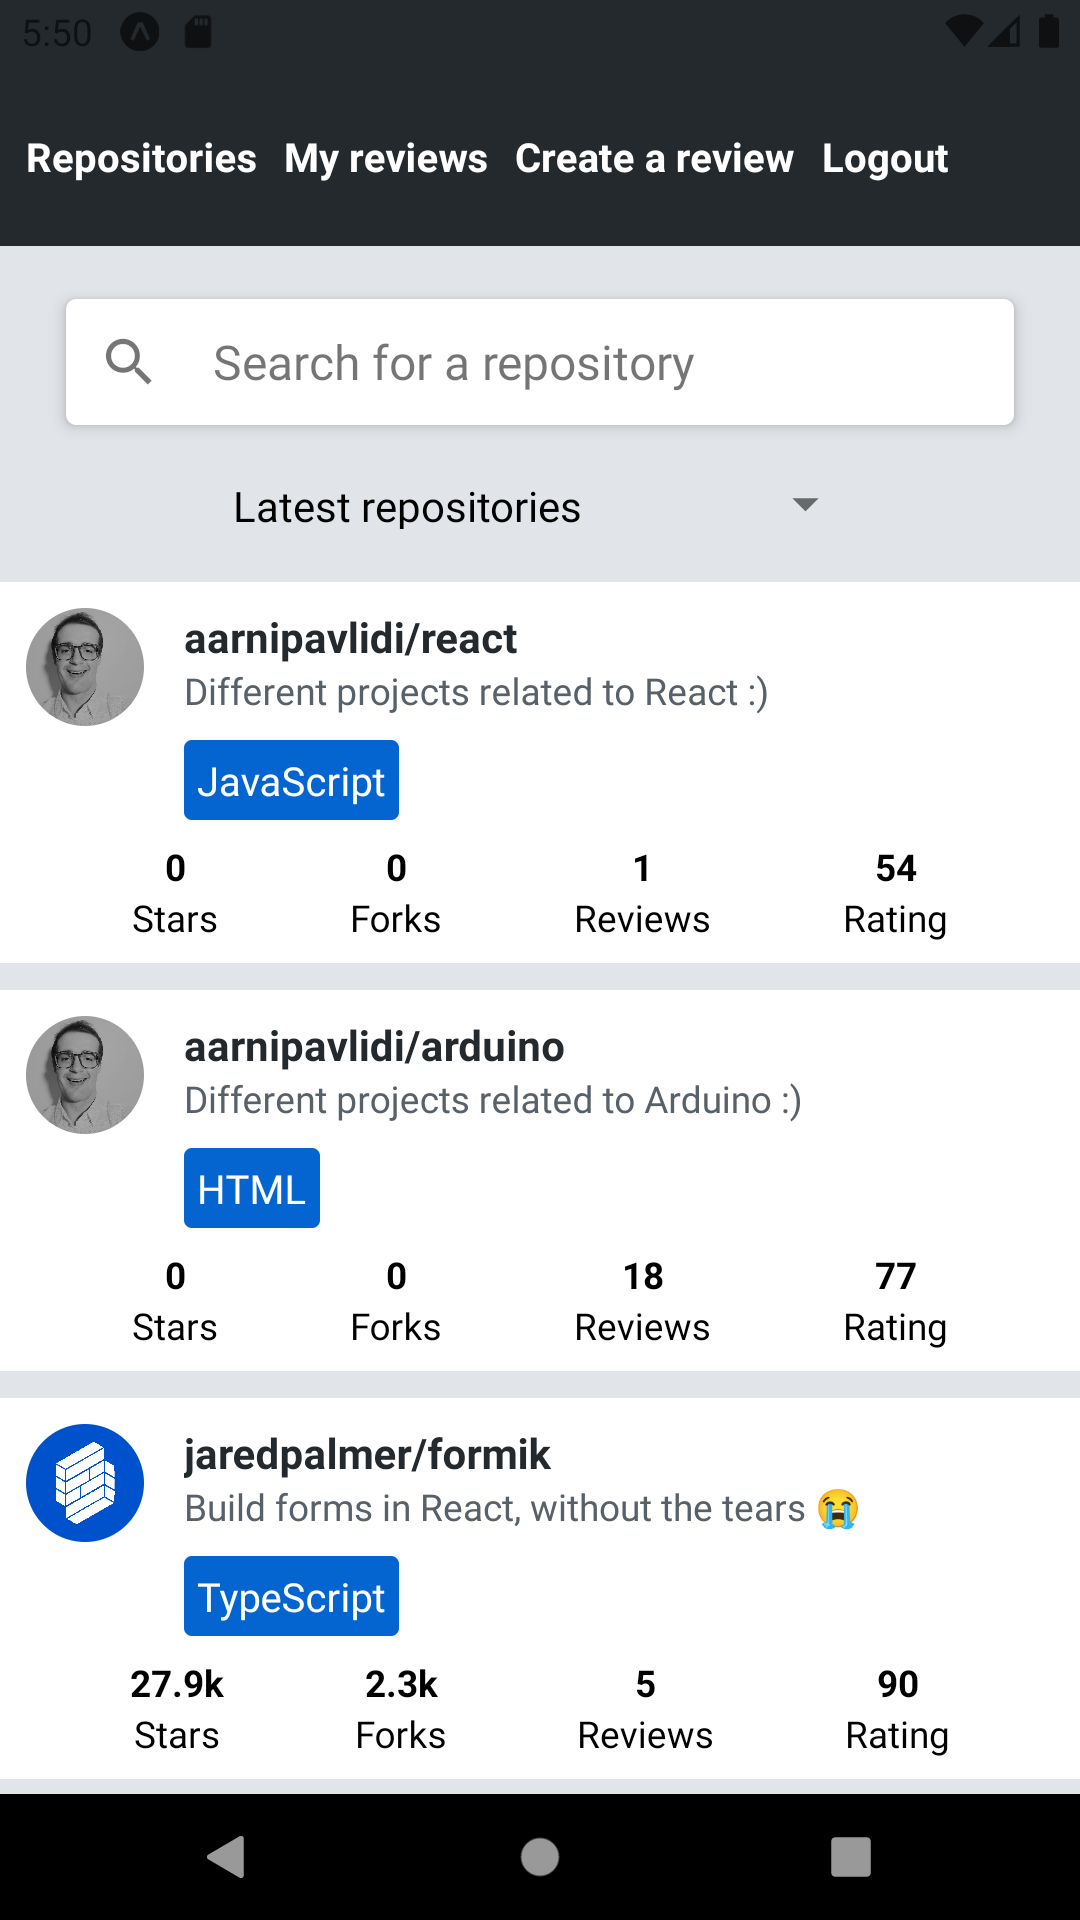 5:50
Repositories My reviews Create a review Logout
Search for a repository
Latest repositories
aarnipavlidi/react
Different projects related to React :)
JavaScript
0 0 1 54
Stars Forks Reviews Rating
aarnipavlidi/arduino
Different projects related to Arduino :)
HTML
0 0 18 77
Stars Forks Reviews Rating
jaredpalmer/formik
Build forms in React, without the tears 😭
TypeScript
27.9k 2.3k 5 90
Stars Forks Reviews Rating